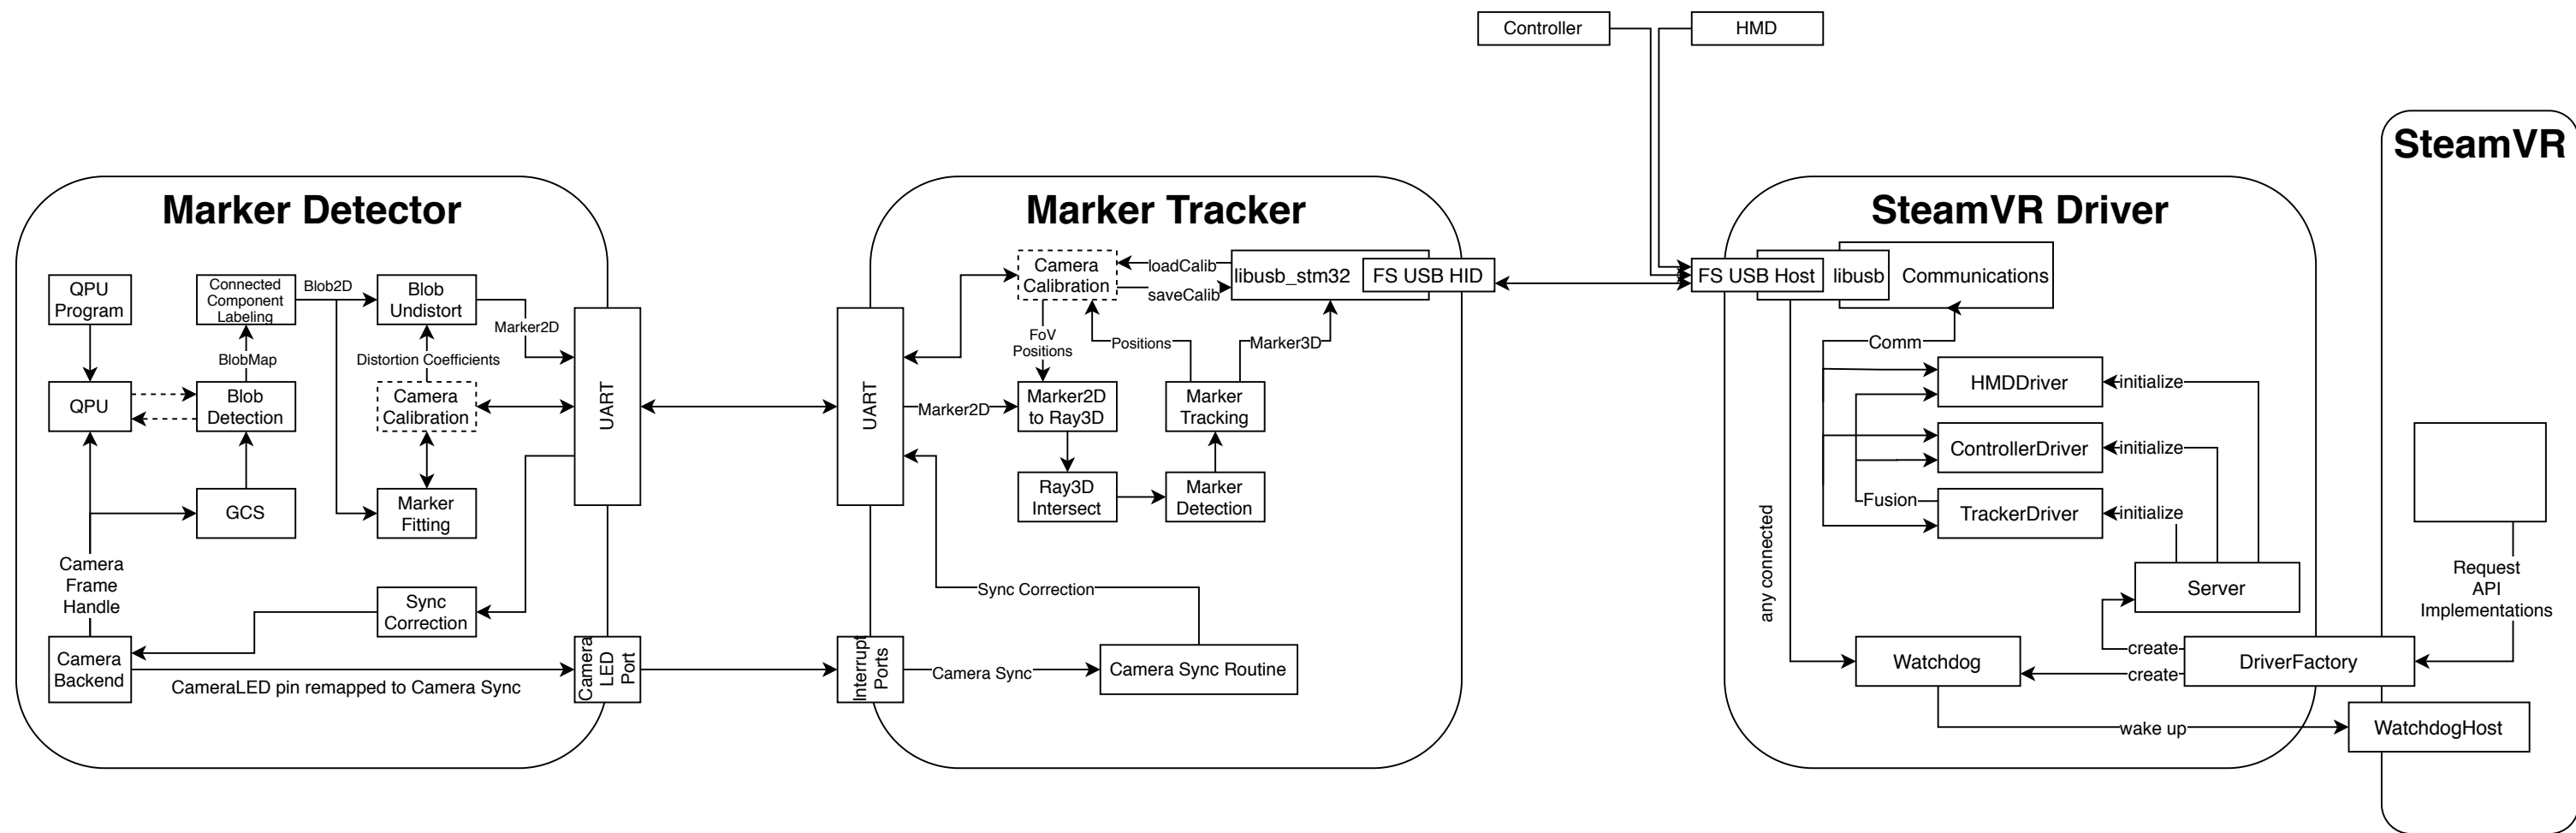 Controller
HMD
SteamVR
Marker Detector
Marker Tracker
SteamVR Driver
QPU
Program
Connected
Component
Labeling
Blob2D
Blob
Undistort
Marker2D
BlobMap
Distortion Coefficients
QPU
Blob
Detection
Camera
Calibration
UART
GCS
Marker
Fitting
Camera
Frame
Handle
Sync
Correction
Camera
Backend
CameraLED pin remapped to Camera Sync
Camera
LED
Port
UART
Camera
Calibration
loadCalib
saveCalib
libusb_stm32
FS USB HID
FoV
Positions
Positions
Marker3D
Marker2D
Marker2D
to Ray3D
Marker
Tracking
Ray3D
Intersect
Marker
Detection
Sync Correction
Interrupt
Ports
Camera Sync
Camera Sync Routine
FS USB Host
libusb
Communications
Comm
HMDDriver
initialize
ControllerDriver
initialize
Fusion
TrackerDriver
initialize
any connected
Server
create
Watchdog
create
DriverFactory
wake up
WatchdogHost
Request
API
Implementations